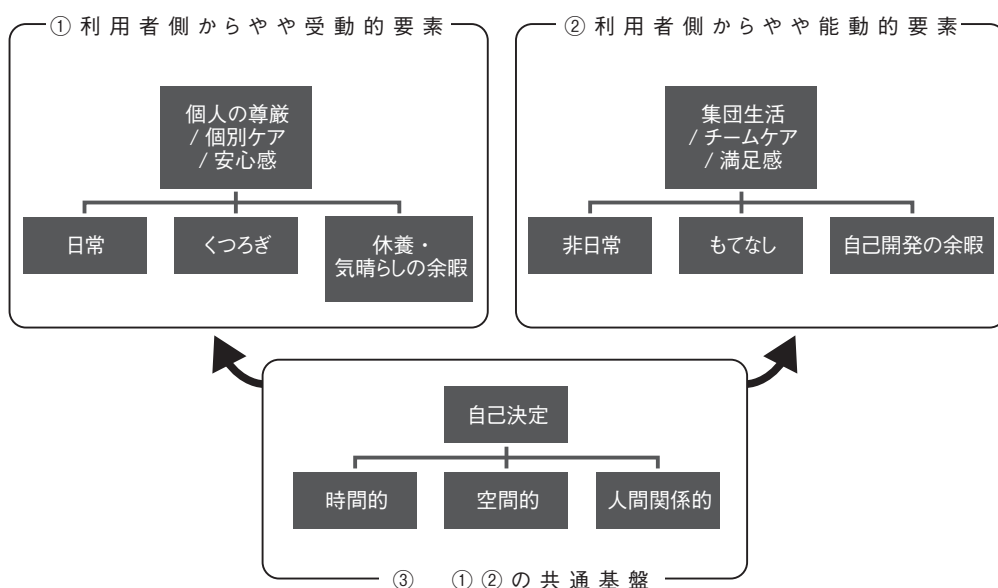 ① 利用者側からやや受動的要素
個人の尊厳
/ 個別ケア
/ 安心感
日常
くつろぎ
休養・
気晴らしの余暇
② 利用者側からやや能動的要素
集団生活
/ チームケア
/ 満足感
非日常
もてなし
自己開発の余暇
自己決定
時間的
空間的
人間関係的
③ ①②の共通基盤